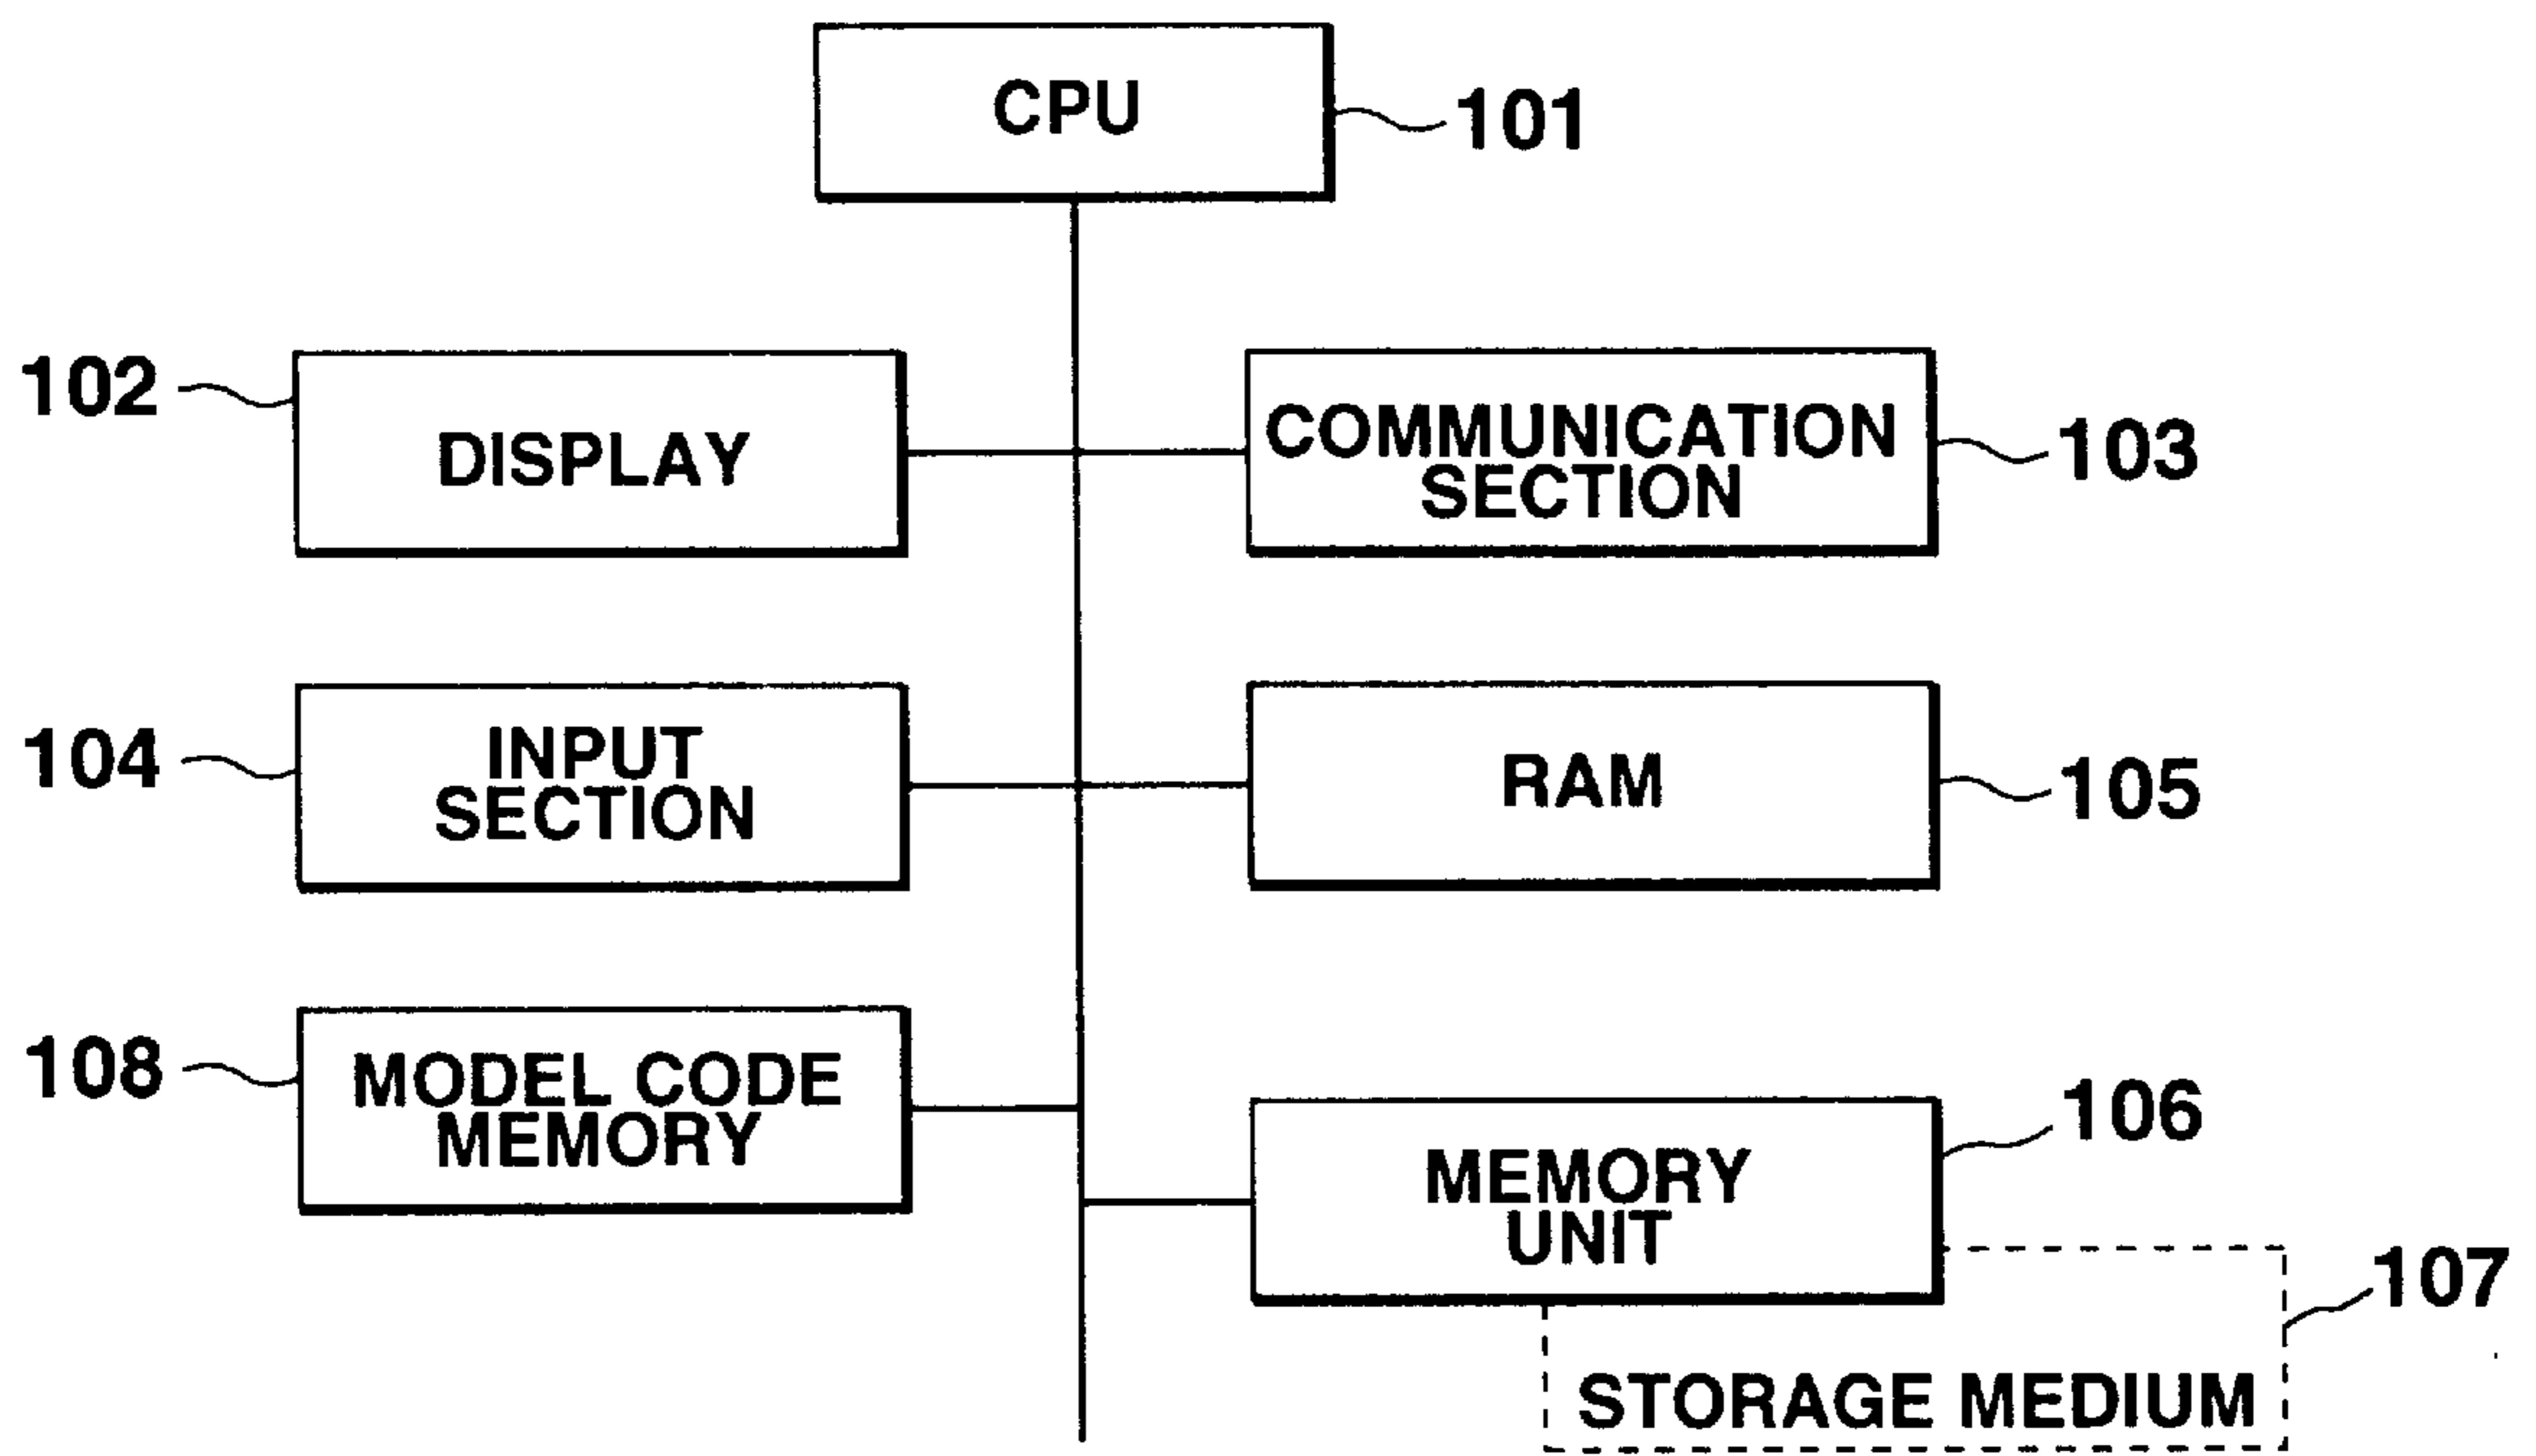 CPU
101
102
DISPLAY
COMMUNICATION
SECTION
103
104
INPUT
SECTION
RAM
105
108
MODEL CODE
MEMORY
MEMORY
UNIT
106
107
STORAGE MEDIUM